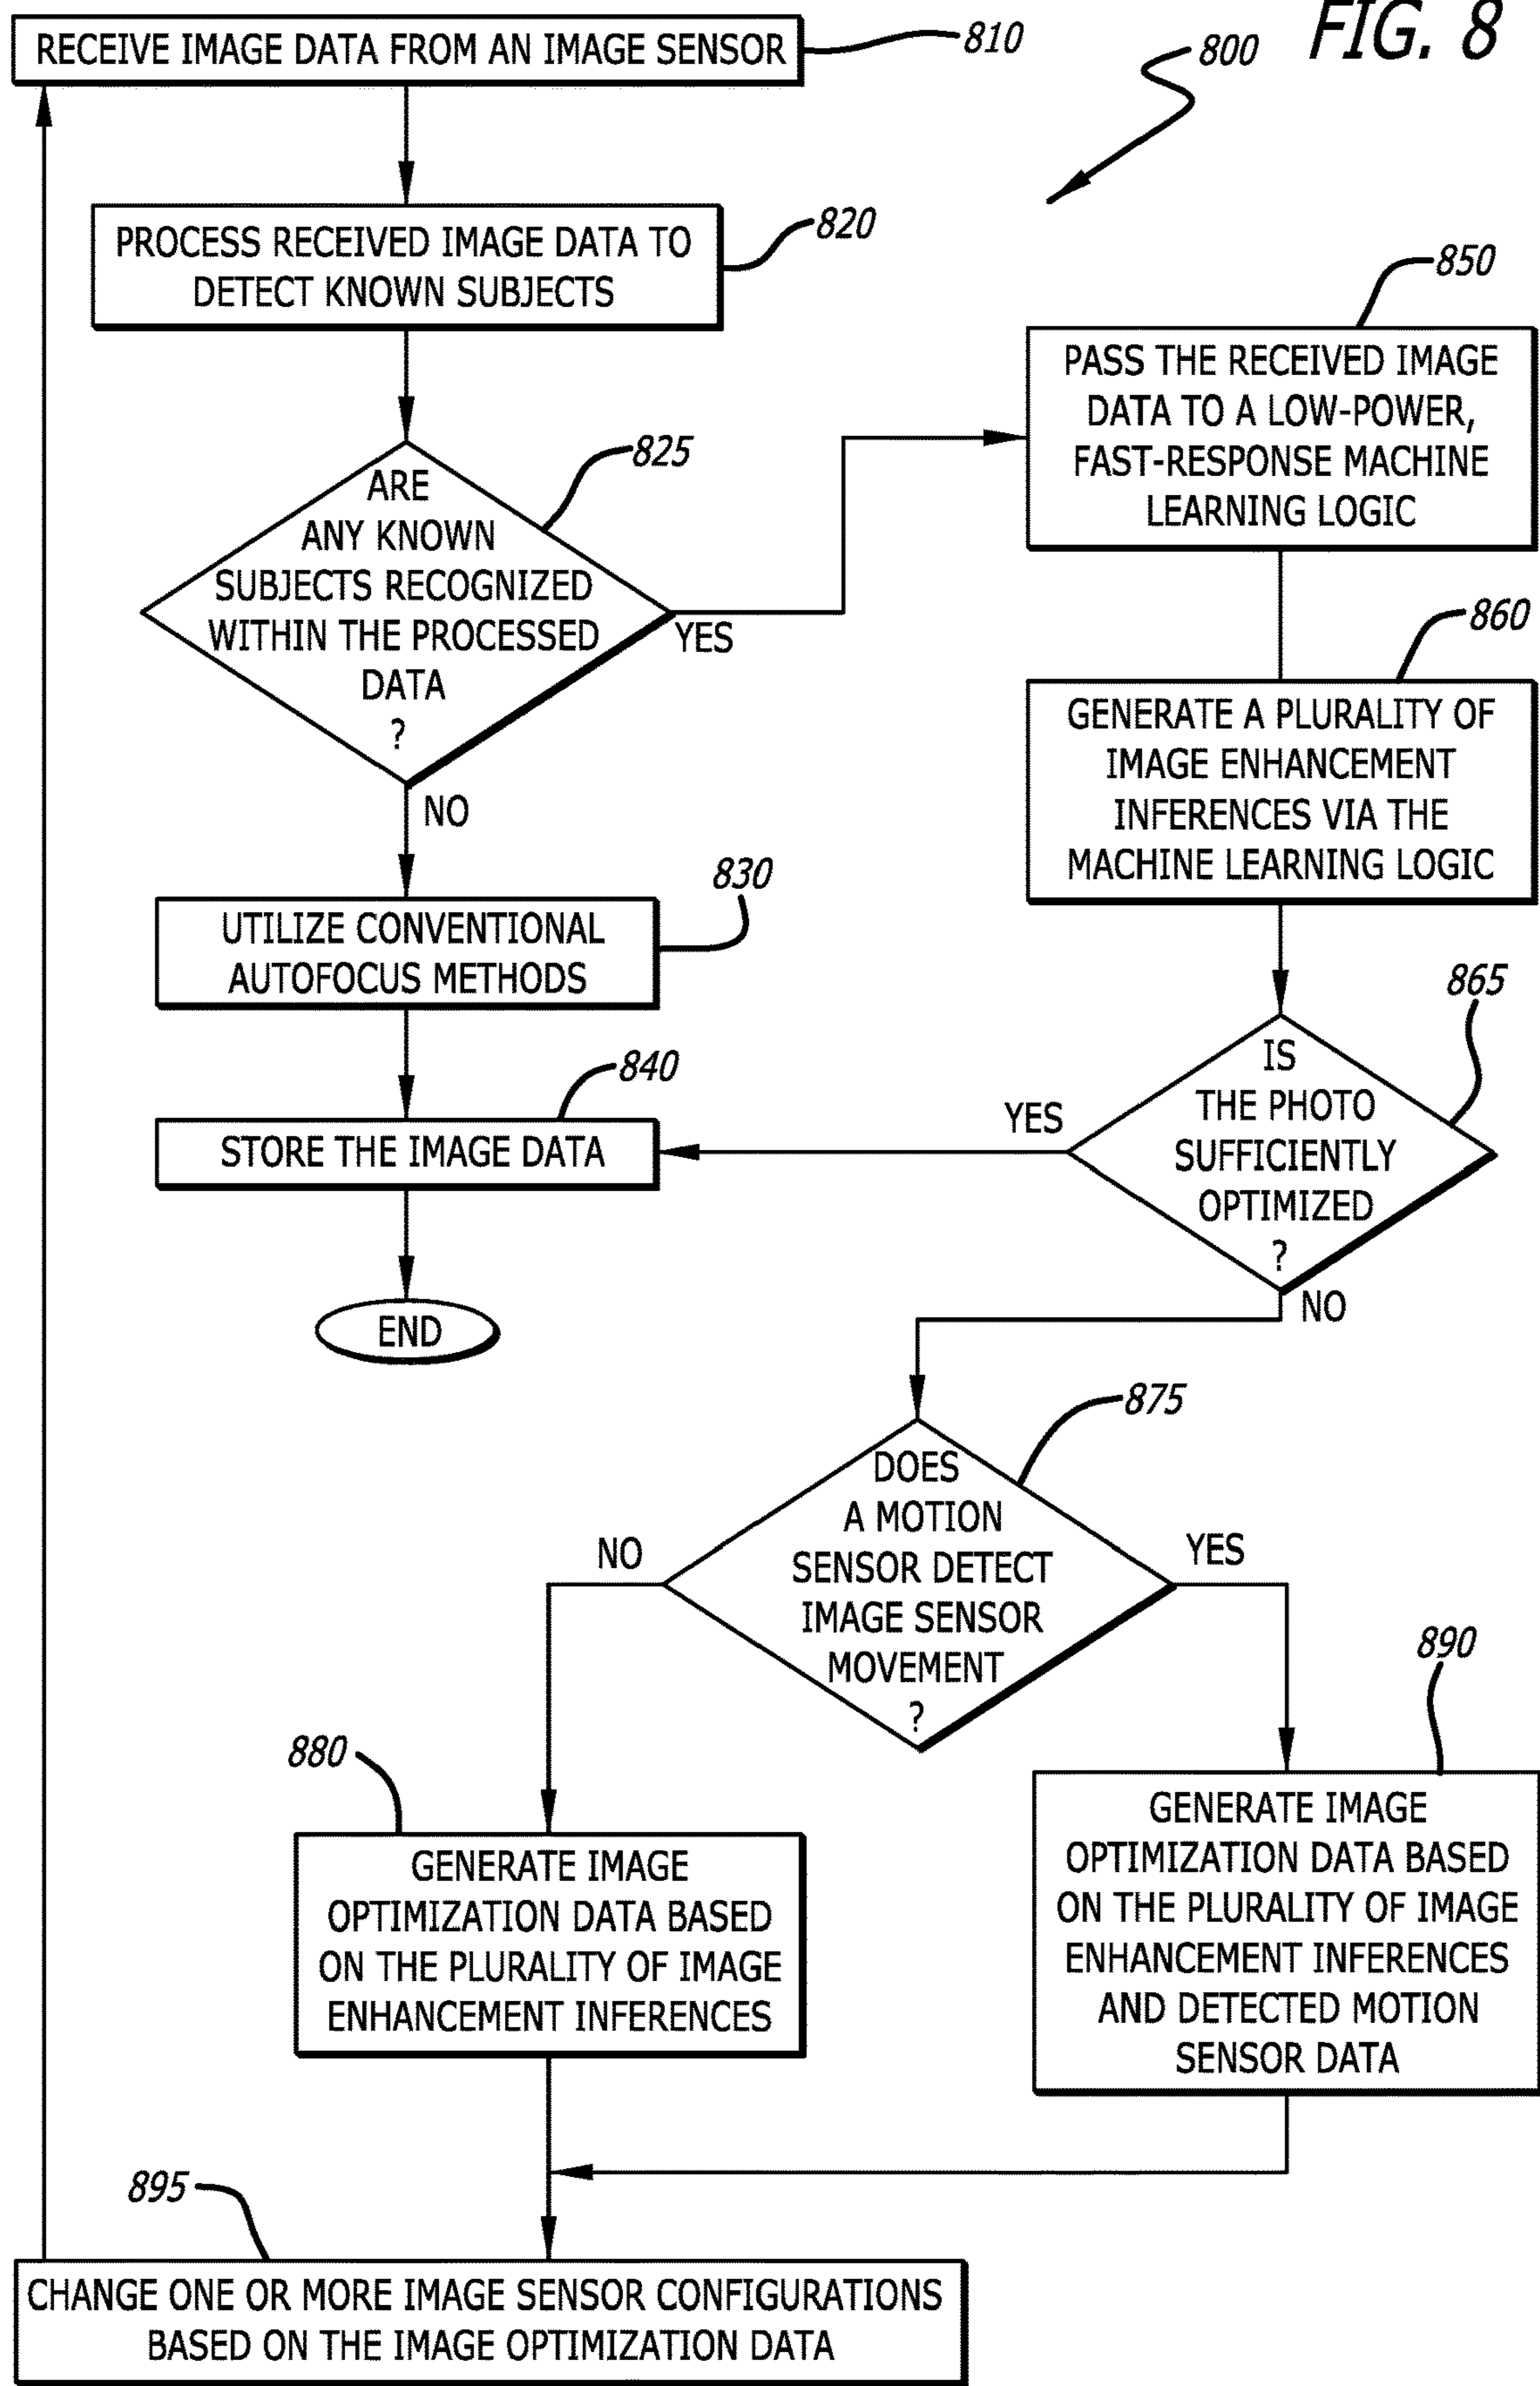 FIG. 8
800
RECEIVE IMAGE DATA FROM AN IMAGE SENSOR
810
PROCESS RECEIVED IMAGE DATA TO
DETECT KNOWN SUBJECTS
820
ARE
ANY KNOWN
SUBJECTS RECOGNIZED
WITHIN THE PROCESSED
DATA
?
825
YES
NO
UTILIZE CONVENTIONAL
AUTOFOCUS METHODS
830
STORE THE IMAGE DATA
840
END
850
PASS THE RECEIVED IMAGE
DATA TO A LOW-POWER,
FAST-RESPONSE MACHINE
LEARNING LOGIC
860
GENERATE A PLURALITY OF
IMAGE ENHANCEMENT
INFERENCES VIA THE
MACHINE LEARNING LOGIC
865
IS
THE PHOTO
SUFFICIENTLY
OPTIMIZED
?
YES
NO
875
DOES
A MOTION
SENSOR DETECT
IMAGE SENSOR
MOVEMENT
?
NO
YES
880
GENERATE IMAGE
OPTIMIZATION DATA BASED
ON THE PLURALITY OF IMAGE
ENHANCEMENT INFERENCES
890
GENERATE IMAGE
OPTIMIZATION DATA BASED
ON THE PLURALITY OF IMAGE
ENHANCEMENT INFERENCES
AND DETECTED MOTION
SENSOR DATA
895
CHANGE ONE OR MORE IMAGE SENSOR CONFIGURATIONS
BASED ON THE IMAGE OPTIMIZATION DATA